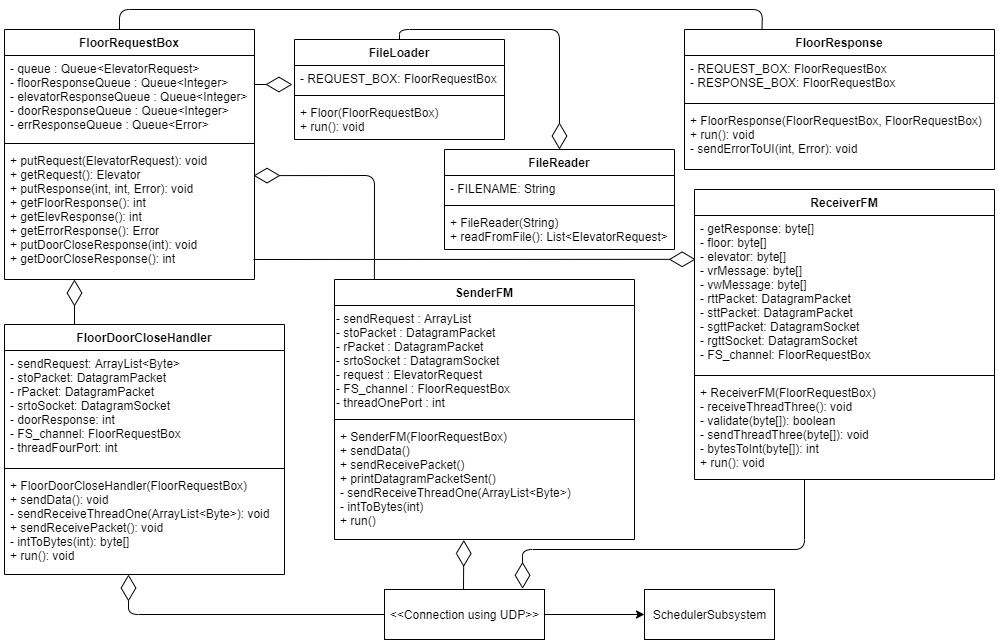 FloorRequestBox
- queue : Queue<ElevatorRequest>
- floorResponseQueue : Queue<Integer>
- elevatorResponseQueue : Queue<Integer>
- doorResponseQueue : Queue<Integer>
- errResponseQueue : Queue<Error>
+ putRequest(ElevatorRequest): void
+ getRequest(): Elevator
+ putResponse(int, int, Error): void
+ getFloorResponse(): int
+ getElevResponse(): int
+ getErrorResponse(): Error
+ putDoorCloseResponse(int): void
+ getDoorCloseResponse(): int
FileLoader
- REQUEST_BOX: FloorRequestBox
+ Floor(FloorRequestBox)
+ run(): void
FloorResponse
- REQUEST_BOX: FloorRequestBox
- RESPONSE_BOX: FloorRequestBox
+ FloorResponse(FloorRequestBox, FloorRequestBox)
+ run(): void
- sendErrorToUI(int, Error): void
FileReader
- FILENAME: String
+ FileReader(String)
+ readFromFile(): List<ElevatorRequest>
ReceiverFM
- getResponse: byte[]
- floor: byte[]
- elevator: byte[]
- vrMessage: byte[]
- vwMessage: byte[]
- rttPacket: DatagramPacket
- sttPacket: DatagramPacket
- sgttPacket: DatagramSocket
- rgttSocket: DatagramSocket
- FS_channel: FloorRequestBox
+ ReceiverFM(FloorRequestBox)
- receiveThreadThree(): void
- validate(byte[]): boolean
- sendThreadThree(byte[]): void
- bytesToInt(byte[]): int
+ run(): void
SenderFM
- sendRequest : ArrayList
- stoPacket : DatagramPacket
- rPacket : DatagramPacket
- srtoSocket : DatagramSocket
- request : ElevatorRequest
- FS_channel : FloorRequestBox
- threadOnePort : int
+ SenderFM(FloorRequestBox)
+ sendData()
+ sendReceivePacket()
+ printDatagramPacketSent()
- sendReceiveThreadOne(ArrayList<Byte>)
- intToBytes(int)
+ run()
FloorDoorCloseHandler
- sendRequest: ArrayList<Byte>
- stoPacket: DatagramPacket
- rPacket: DatagramPacket
- srtoSocket: DatagramSocket
- doorResponse: int
- FS_channel: FloorRequestBox
- threadFourPort: int
+ FloorDoorCloseHandler(FloorRequestBox)
+ sendData(): void
- sendReceiveThreadOne(ArrayList<Byte>): void
+ sendReceivePacket(): void
- intToBytes(int): byte[]
+ run(): void
<<Connection using UDP>>
SchedulerSubsystem